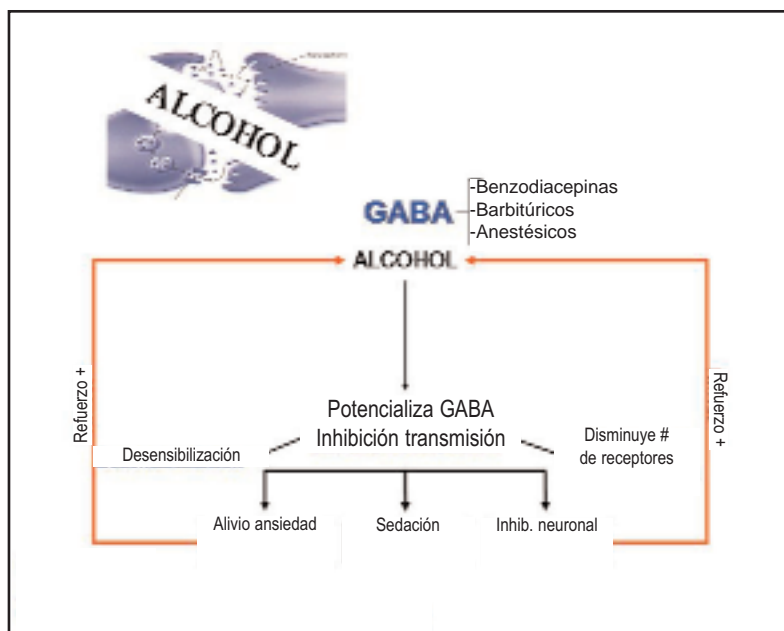 ALCOHOL
GABA
-Benzodiacepinas
-Barbitúricos
-Anestésicos
ALCOHOL
Refuerzo +
Refuerzo +
Potencializa GABA
Inhibición transmisión
Desensibilización
Disminuye #
de receptores
Alivio ansiedad
Sedación
Inhib. neuronal